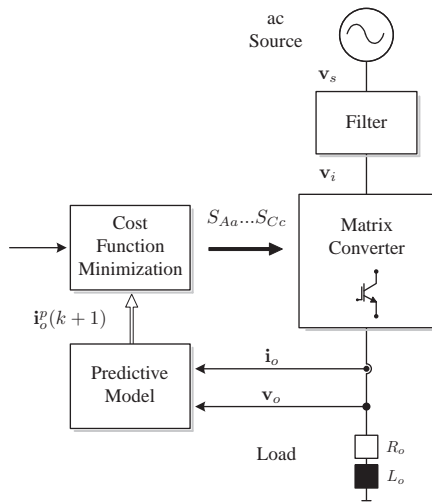 ac
Source
v_s
Filter
v_i
Cost
Function
Minimization
S_{Aa}...S_{Cc}
Matrix
Converter
i_o^p(k + 1)
Predictive
Model
i_o
v_o
Load
R_o
L_o